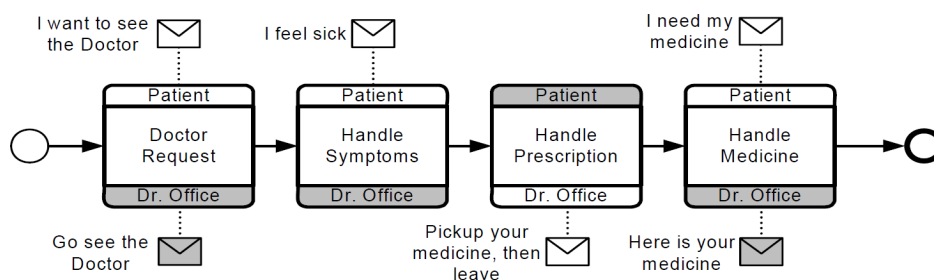 I want to see
the Doctor
I feel sick
I need my
medicine
Patient
Patient
Patient
Patient
Doctor
Request
Handle
Symptoms
Handle
Prescription
Handle
Medicine
Dr. Office
Dr. Office
Dr. Office
Dr. Office
Go see the
Doctor
Pickup your
medicine, then
leave
Here is your
medicine